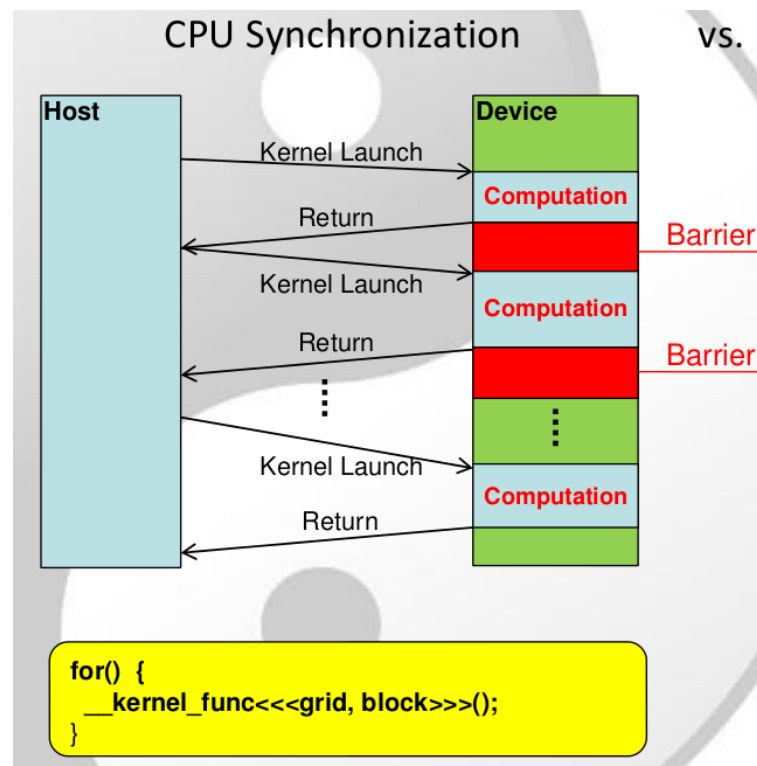 CPU Synchronization vs.
Host
Device
Kernel Launch
Computation
Return
Barrier
Kernel Launch
Computation
Return
Barrier
Kernel Launch
Computation
Return
for() {
__kernel_func<<<grid, block>>>();
}